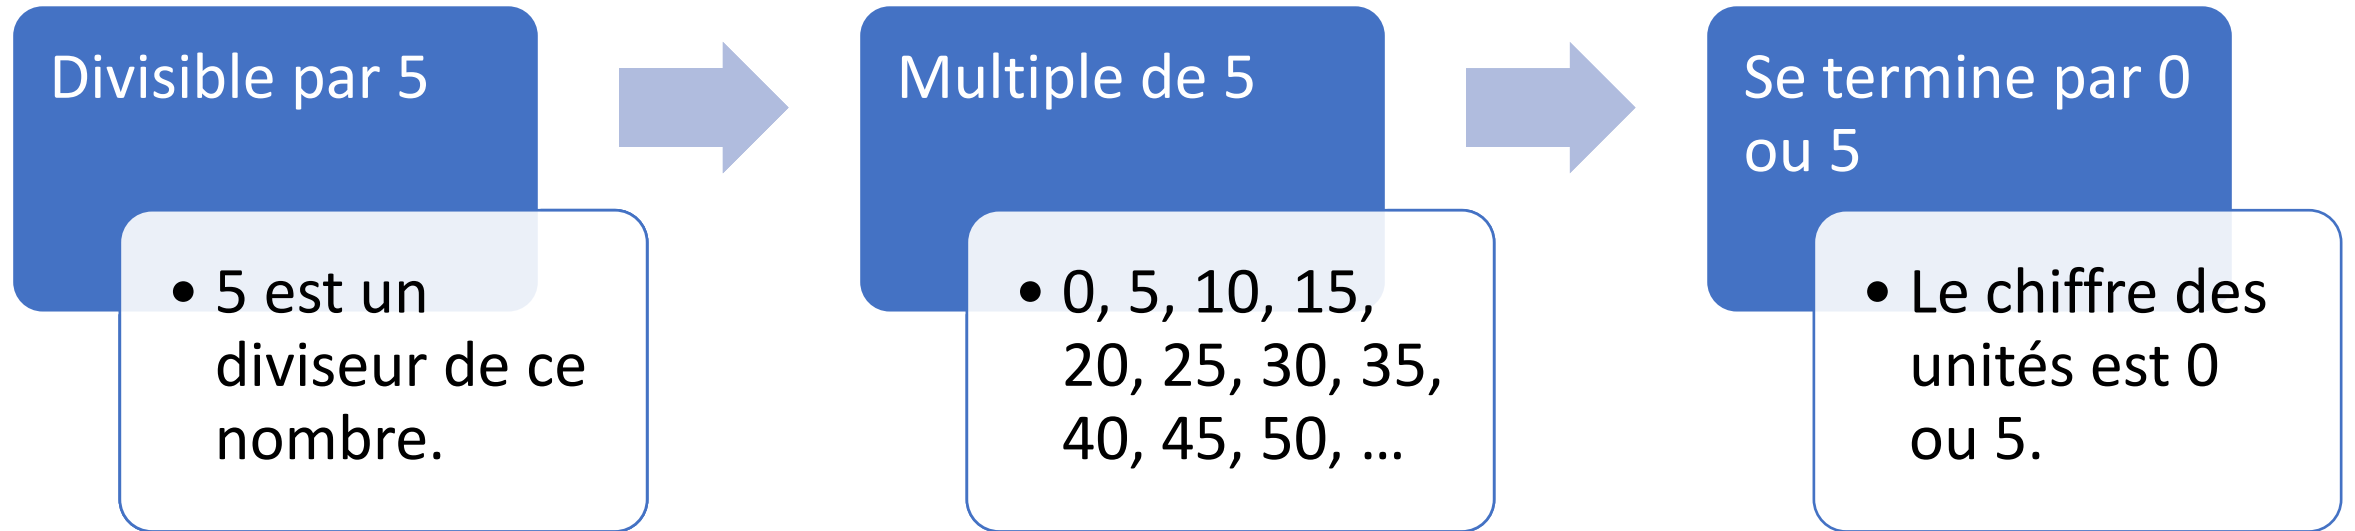 Divisible par 5
• 5 est un
diviseur de ce
nombre.
Multiple de 5
• 0, 5, 10, 15,
20, 25, 30, 35,
40, 45, 50, ...
Se termine par 0
ou 5
• Le chiffre des
unités est 0
ou 5.